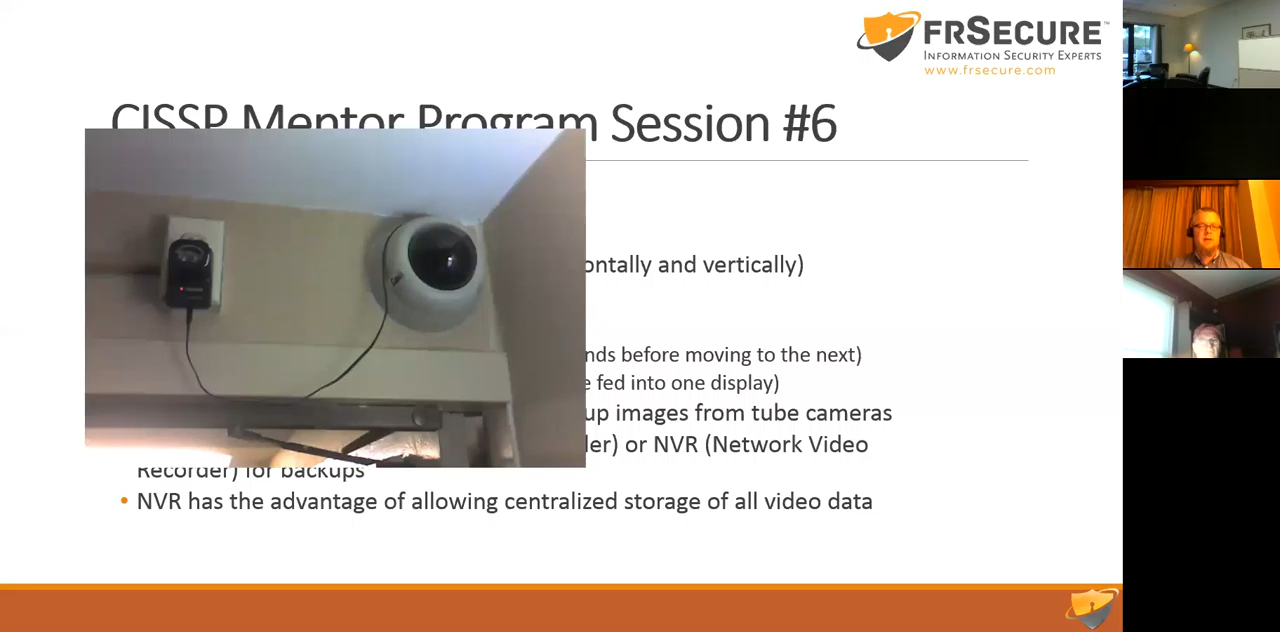 FRSECURE™
INFORMATION SECURITY EXPERTS
www.frsecure.com
CISSP Mentor Program Session #6
ontally and vertically)
nds before moving to the next)
e fed into one display)
up images from tube cameras
der) or NVR (Network Video
Recorder) for backups
• NVR has the advantage of allowing centralized storage of all video data